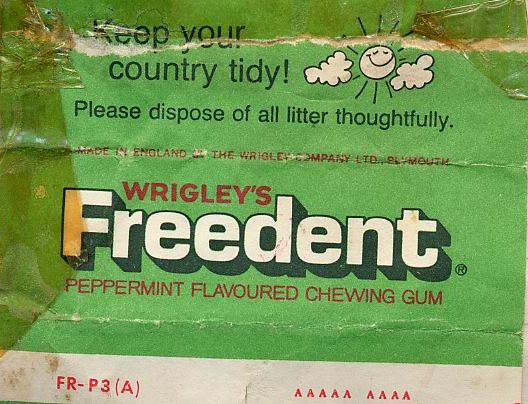 Keep your
country tidy!
Please dispose of all litter thoughtfully.
MADE IN ENGLAND BY THE WRIGLEY COMPANY LTD., PLYMOUTH
WRIGLEY'S
Freedent®
PEPPERMINT FLAVOURED CHEWING GUM
FR-P3(A)
AAAAA AAAA